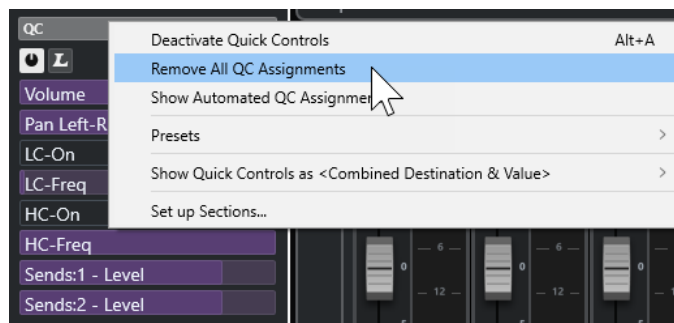 QC
Deactivate Quick Controls Alt+A
L
Remove All QC Assignments
Volume
Show Automated QC Assignmen
Pan Left-R
Presets >
LC-On
Show Quick Controls as <Combined Destination & Value> >
LC-Freq
HC-On
Set up Sections...
HC-Freq
6 6
0 0 0
Sends:1 - Level
12 12 1
Sends:2 - Level